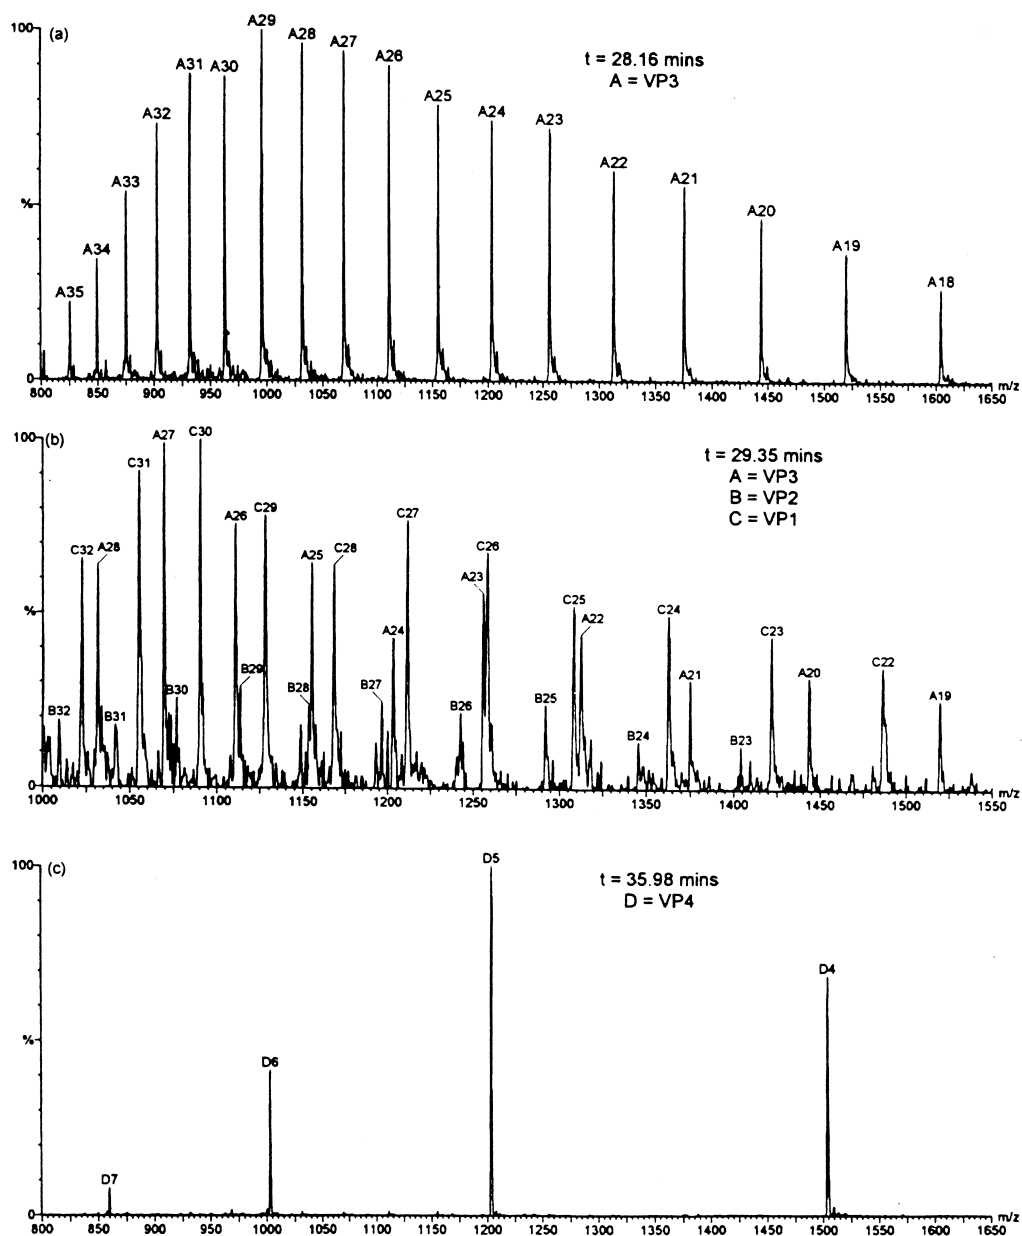 100
(a)
A29
A28
A27
A26
A31
A30
A32
A25
A24
A23
A33
A22
A21
A34
A20
A35
A19
A18
t = 28.16 mins
A = VP3
%
0
800
850
900
950
1000
1050
1100
1150
1200
1250
1300
1350
1400
1450
1500
1550
1600
1650
m/z
100
(b)
A27
C30
C31
C32
A28
A26
C29
A25
C28
C27
C26
A23
C25
A22
C24
C23
A24
C22
A21
A20
A19
B32
B31
B30
B29
B28
B27
B26
B25
B24
B23
t = 29.35 mins
A = VP3
B = VP2
C = VP1
%
0
1000
1050
1100
1150
1200
1250
1300
1350
1400
1450
1500
1550
m/z
100
(c)
D5
t = 35.98 mins
D = VP4
D4
%
D6
D7
0
800
850
900
950
1000
1050
1100
1150
1200
1250
1300
1350
1400
1450
1500
1550
1600
1650
m/z